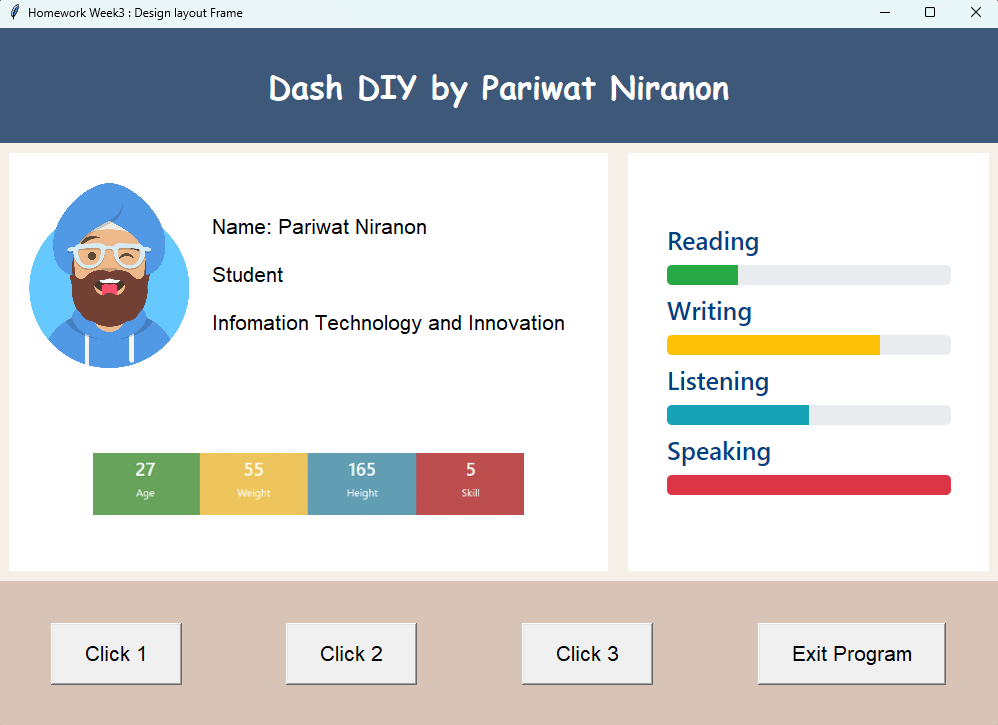 Homework Week3 : Design layout Frame
Dash DIY by Pariwat Niranon
Name: Pariwat Niranon
Student
Infomation Technology and Innovation
27 55 165 5
Age Weight Height Skill
Reading
Writing
Listening
Speaking
Click 1 Click 2 Click 3 Exit Program